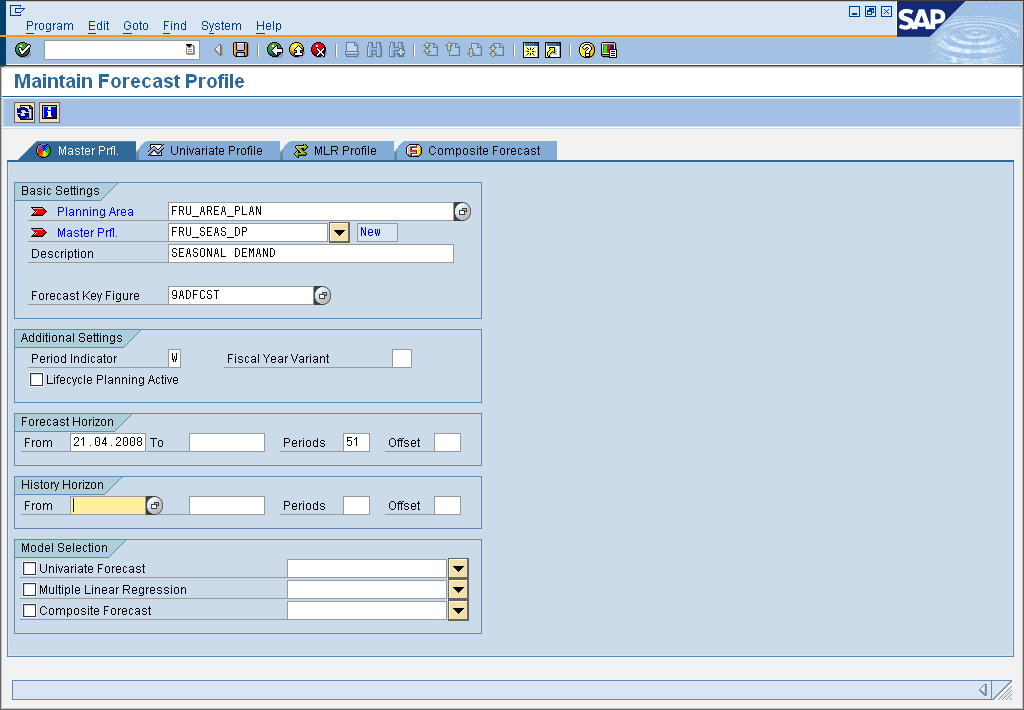 Program Edit Goto Find System Help
SAP
Maintain Forecast Profile
Master Prfl. Univariate Profile MLR Profile Composite Forecast
Basic Settings
Planning Area FRU_AREA_PLAN
Master Prfl. FRU_SEAS_DP New
Description SEASONAL DEMAND
Forecast Key Figure 9ADFCST
Additional Settings
Period Indicator W Fiscal Year Variant
Lifecycle Planning Active
Forecast Horizon
From 21.04.2008 To Periods 51 Offset
History Horizon
From Periods Offset
Model Selection
Univariate Forecast
Multiple Linear Regression
Composite Forecast